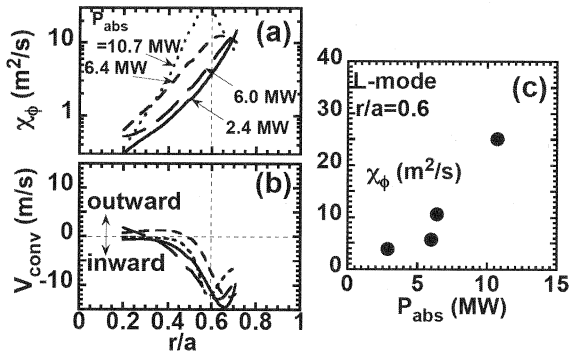 P_abs
=10.7 MW
6.4 MW
(a)
6.0 MW
2.4 MW
10
1
χ_ϕ (m²/s)
(b)
outward
inward
10
0
-10
V_conv (m/s)
0 0.2 0.4 0.6 0.8 1
r/a
40
30
20
10
0
L-mode
r/a=0.6
(c)
χ_ϕ (m²/s)
0 5 10 15
P_abs (MW)